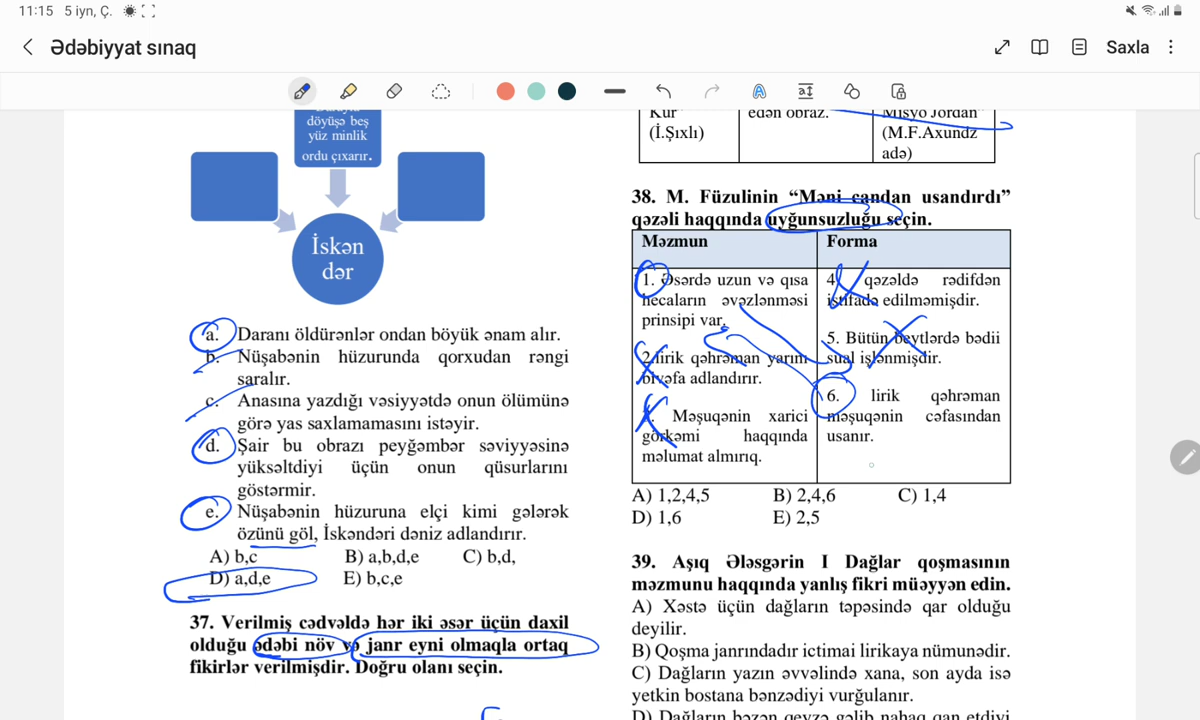 11:15 5 iyn, Ç.
Ədəbiyyat sınaq
Saxla
döyüşə beş
yüz minlik
ordu çıxarır.
İskən
dər
a. Daranı öldürənlər ondan böyük ənam alır.
b. Nüşabənin hüzurunda qorxudan rəngi
saralır.
c. Anasına yazdığı vəsiyyətdə onun ölümünə
görə yas saxlamamasını istəyir.
d. Şair bu obrazı peyğəmbər səviyyəsinə
yüksəltdiyi üçün onun qüsurlarını
göstərmir.
e. Nüşabənin hüzuruna elçi kimi gələrək
özünü göl, İskəndəri dəniz adlandırır.
A) b,c B) a,b,d,e C) b,d,
D) a,d,e E) b,c,e
37. Verilmiş cədvəldə hər iki əsər üçün daxil
olduğu ədəbi növ və janr eyni olmaqla ortaq
fikirlər verilmişdir. Doğru olanı seçin.
Kür
(İ.Şıxlı)
edən obraz.
Misyo Jordan
(M.F.Axundz
adə)
38. M. Füzulinin “Məni candan usandırdı”
qəzəli haqqında uyğunsuzluğu seçin.
Məzmun
Forma
1. Əsərdə uzun və qısa
hecaların əvəzlənməsi
prinsipi var.
2.lirik qəhrəman yarını
bivəfa adlandırır.
Məşuqənin xarici
görkəmi haqqında
məlumat almırıq.
4. qəzəldə rədifdən
istifadə edilməmişdir.
5. Bütün beytlərdə bədii
sual işlənmişdir.
6. lirik qəhrəman
məşuqənin cəfasından
usanır.
A) 1,2,4,5 B) 2,4,6 C) 1,4
D) 1,6 E) 2,5
39. Aşıq Ələsgərin I Dağlar qoşmasının
məzmunu haqqında yanlış fikri müəyyən edin.
A) Xəstə üçün dağların təpəsində qar olduğu
deyilir.
B) Qoşma janrındadır ictimai lirikaya nümunədir.
C) Dağların yazın əvvəlində xana, son ayda isə
yetkin bostana bənzədiyi vurğulanır.
D) Dağların bəzən qeyzə gəlib nahaq qan etdiyi